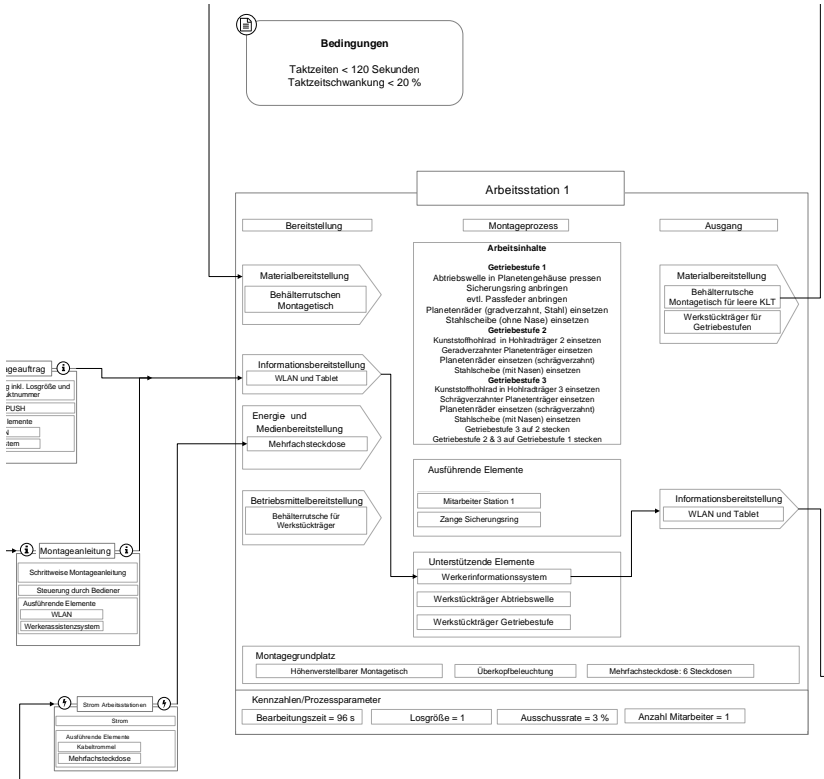 Bedingungen
Taktzeiten < 120 Sekunden
Taktzeitschwankung < 20 %
Arbeitsstation 1
Bereitstellung
Montageprozess
Ausgang
Materialbereitstellung
Behälterrutschen
Montagetisch
Informationsbereitstellung
WLAN und Tablet
Energie und
Medienbereitstellung
Mehrfachsteckdose
Betriebsmittelbereitstellung
Behälterrutsche für
Werkstückträger
Arbeitsinhalte
Getriebestufe 1
Abtriebswelle in Planetengehäuse pressen
Sicherungsring anbringen
evtl. Passfeder anbringen
Planetenräder (gradverzahnt, Stahl) einsetzen
Stahlscheibe (ohne Nase) einsetzen
Getriebestufe 2
Kunststoffhohlrad in Hohlradträger 2 einsetzen
Geradverzahnter Planetenträger einsetzen
Planetenräder einsetzen (schrägverzahnt)
Stahlscheibe (mit Nasen) einsetzen
Getriebestufe 3
Kunststoffhohlrad in Hohlradträger 3 einsetzen
Schrägverzahnter Planetenträger einsetzen
Planetenräder einsetzen (schrägverzahnt)
Stahlscheibe (mit Nasen) einsetzen
Getriebestufe 3 auf 2 stecken
Getriebestufe 2 & 3 auf Getriebestufe 1 stecken
Ausführende Elemente
Mitarbeiter Station 1
Zange Sicherungsring
Unterstützende Elemente
Werkerinformationssystem
Werkstückträger Abtriebswelle
Werkstückträger Getriebestufe
Materialbereitstellung
Behälterrutsche
Montagetisch für leere KLT
Werkstückträger für
Getriebestufen
Informationsbereitstellung
WLAN und Tablet
Montagegrundplatz
Höhenverstellbarer Montagetisch
Überkopfbeleuchtung
Mehrfachsteckdose: 6 Steckdosen
Kennzahlen/Prozessparameter
Bearbeitungszeit = 96 s
Losgröße = 1
Ausschussrate = 3 %
Anzahl Mitarbeiter = 1
geauftrag
g inkl. Losgröße und
uktnummer
PUSH
lemente
N
stem
Montageanleitung
Schrittweise Montageanleitung
Steuerung durch Bediener
Ausführende Elemente
WLAN
Werkerassistenzsystem
Strom Arbeitsstationen
Strom
Ausführende Elemente
Kabeltrommel
Mehrfachsteckdose